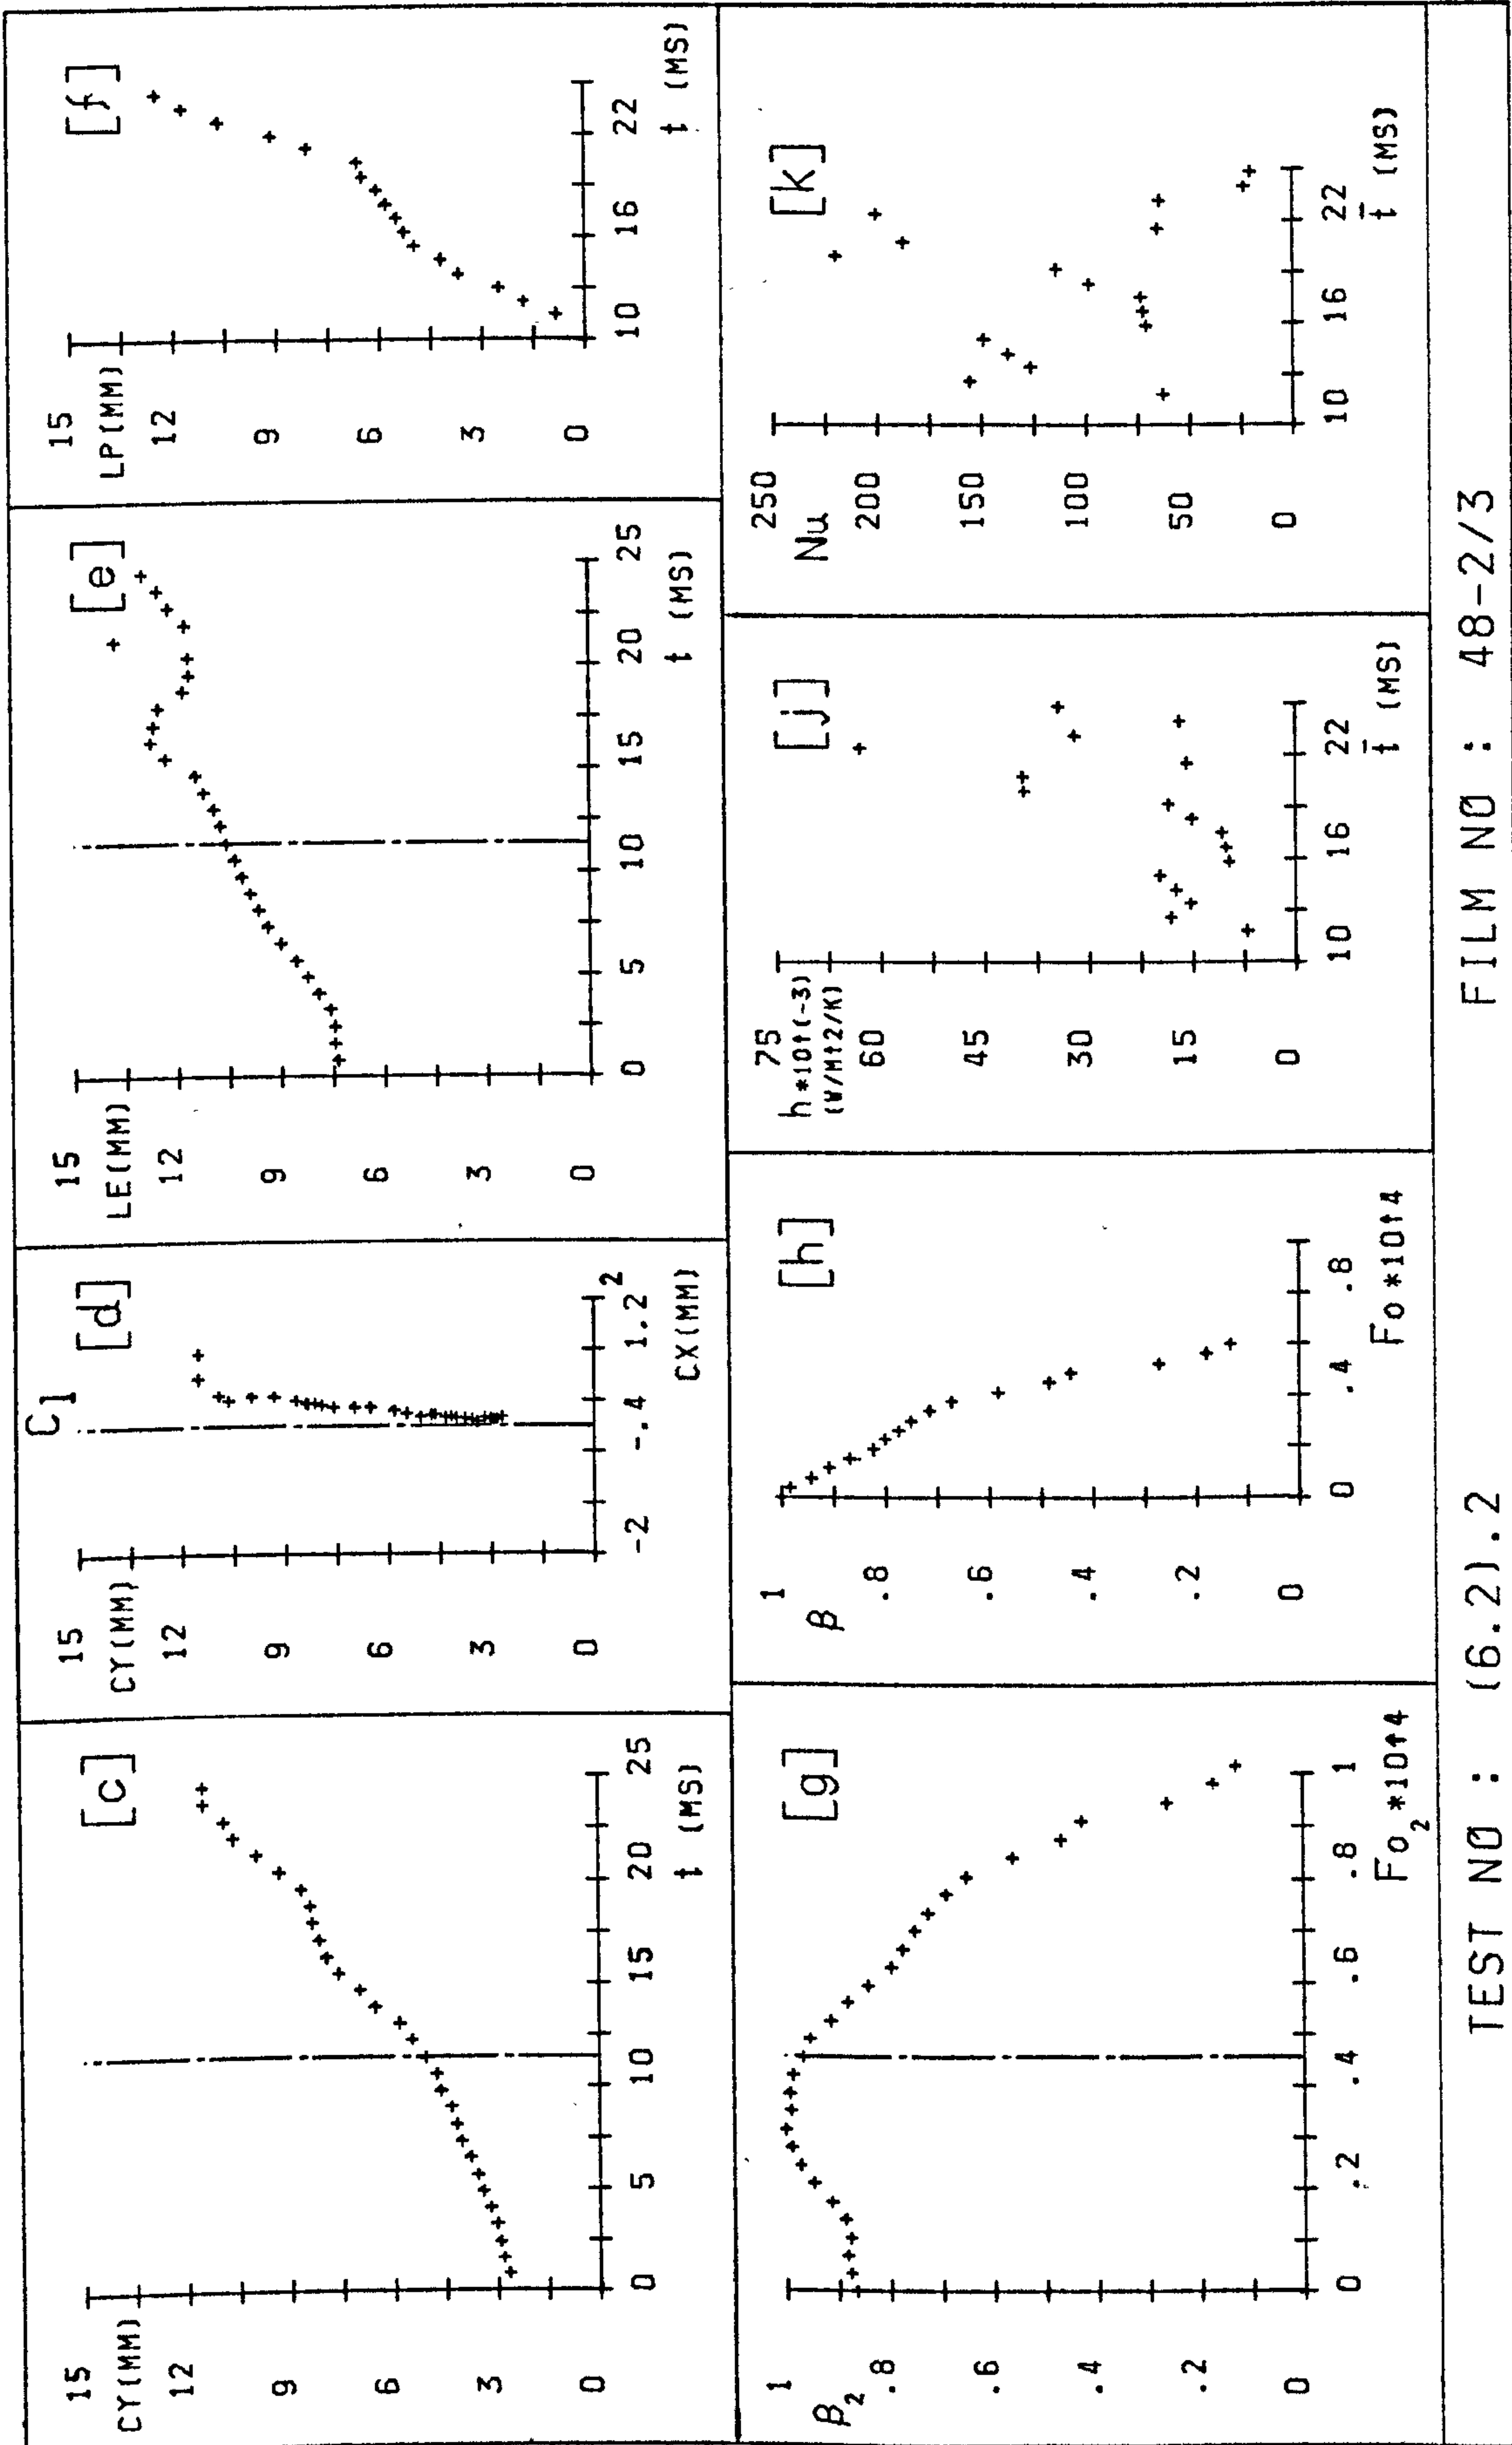 [c]
15
CY(MM)
12
9
6
3
0
0 5 10 15 20 25
t (MS)
C1
[d]
15
CY(MM)
12
9
6
3
0
-2 -.4 1.2 2
CX(MM)
[e]
15
LE(MM)
12
9
6
3
0
0 5 10 15 20 25
t (MS)
[f]
15
LP(MM)
12
9
6
3
0
10 16 22
t (MS)
[g]
1
β2
.8
.6
.4
.2
0
0 .2 .4 .6 .8 1
Fo2 *10↑4
[h]
1
β
.8
.6
.4
.2
0
0 .4 .8
Fo*10↑4
[j]
75
h*10↑(-3)
(W/M↑2/K)
60
45
30
15
0
10 16 22
t̄ (MS)
[k]
250
Nu
200
150
100
50
0
10 16 22
t̄ (MS)
TEST NØ : (6.2).2 FILM NØ : 48-2/3